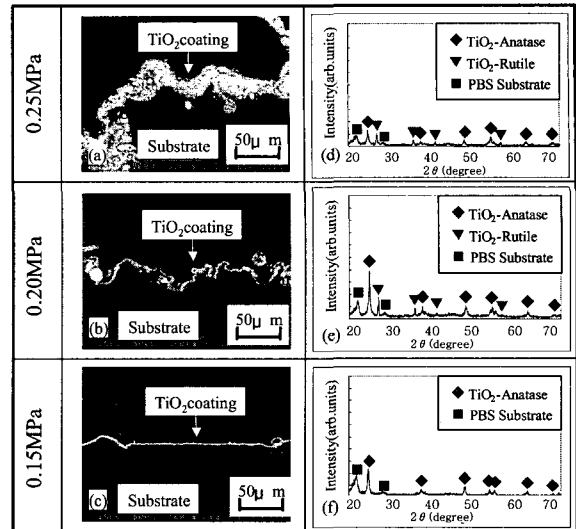 0.25MPa
TiO2coating
(a)
Substrate
50μ m
Intensity(arb.units)
TiO2-Anatase
TiO2-Rutile
PBS Substrate
(d)
20 30 40 50 60 70
2θ(degree)
0.20MPa
TiO2coating
(b)
Substrate
50μ m
Intensity(arb.units)
TiO2-Anatase
TiO2-Rutile
PBS Substrate
(e)
20 30 40 50 60 70
2θ(degree)
0.15MPa
TiO2coating
(c)
Substrate
50μ m
Intensity(arb.units)
TiO2-Anatase
PBS Substrate
(f)
20 30 40 50 60 70
2θ(degree)